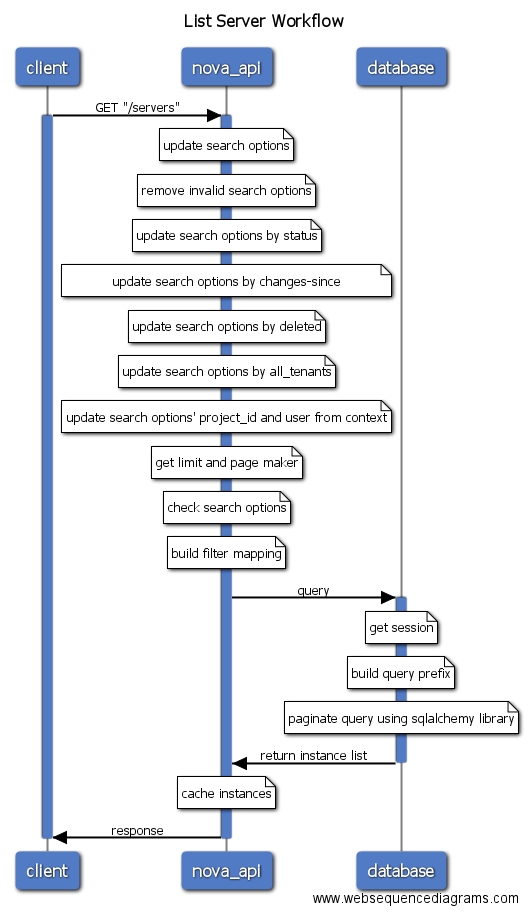 List Server Workflow
client
nova_api
database
GET "/servers"
update search options
remove invalid search options
update search options by status
update search options by changes-since
update search options by deleted
update search options by all_tenants
update search options' project_id and user from context
get limit and page maker
check search options
build filter mapping
query
get session
build query prefix
paginate query using sqlalchemy library
return instance list
cache instances
response
client
nova_api
database
www.websequencediagrams.com